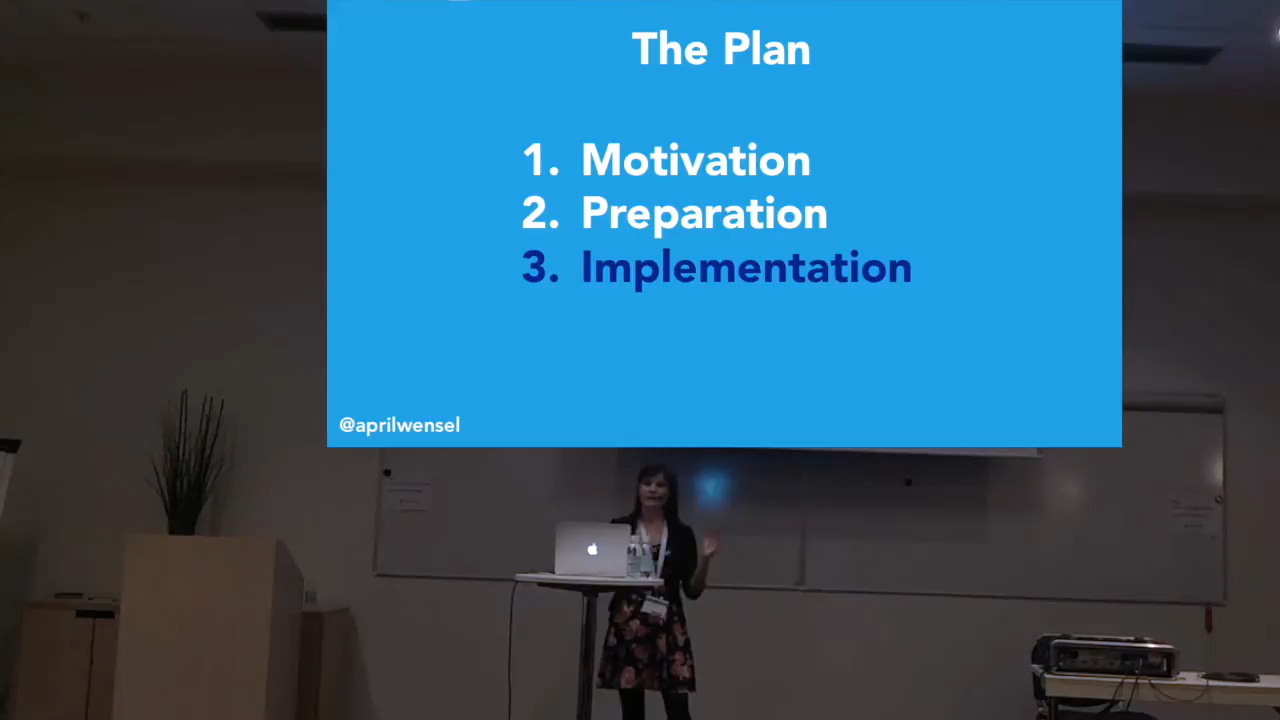 The Plan
1. Motivation
2. Preparation
3. Implementation
@aprilwensel